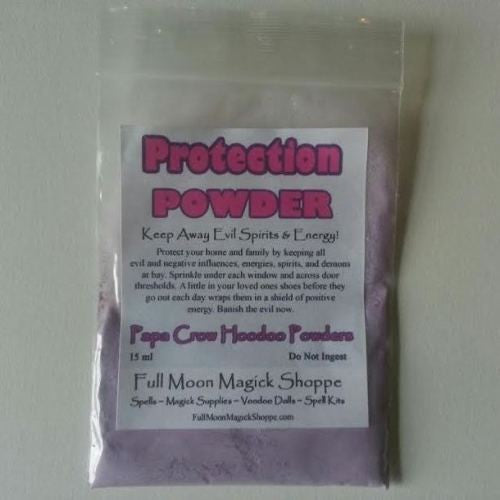 Protection
POWDER
Keep Away Evil Spirits & Energy!
Protect your home and family by keeping all
evil and negative influences, energies, spirits, and demons
at bay. Sprinkle under each window and across door
thresholds. A little in your loved ones shoes before they
go out each day wraps them in a shield of positive
energy. Banish the evil now.
Papa Crow Hoodoo Powders
15 ml Do Not Ingest
Full Moon Magick Shoppe
Spells ~ Magick Supplies ~ Voodoo Dolls ~ Spell Kits
FullMoonMagickShoppe.com